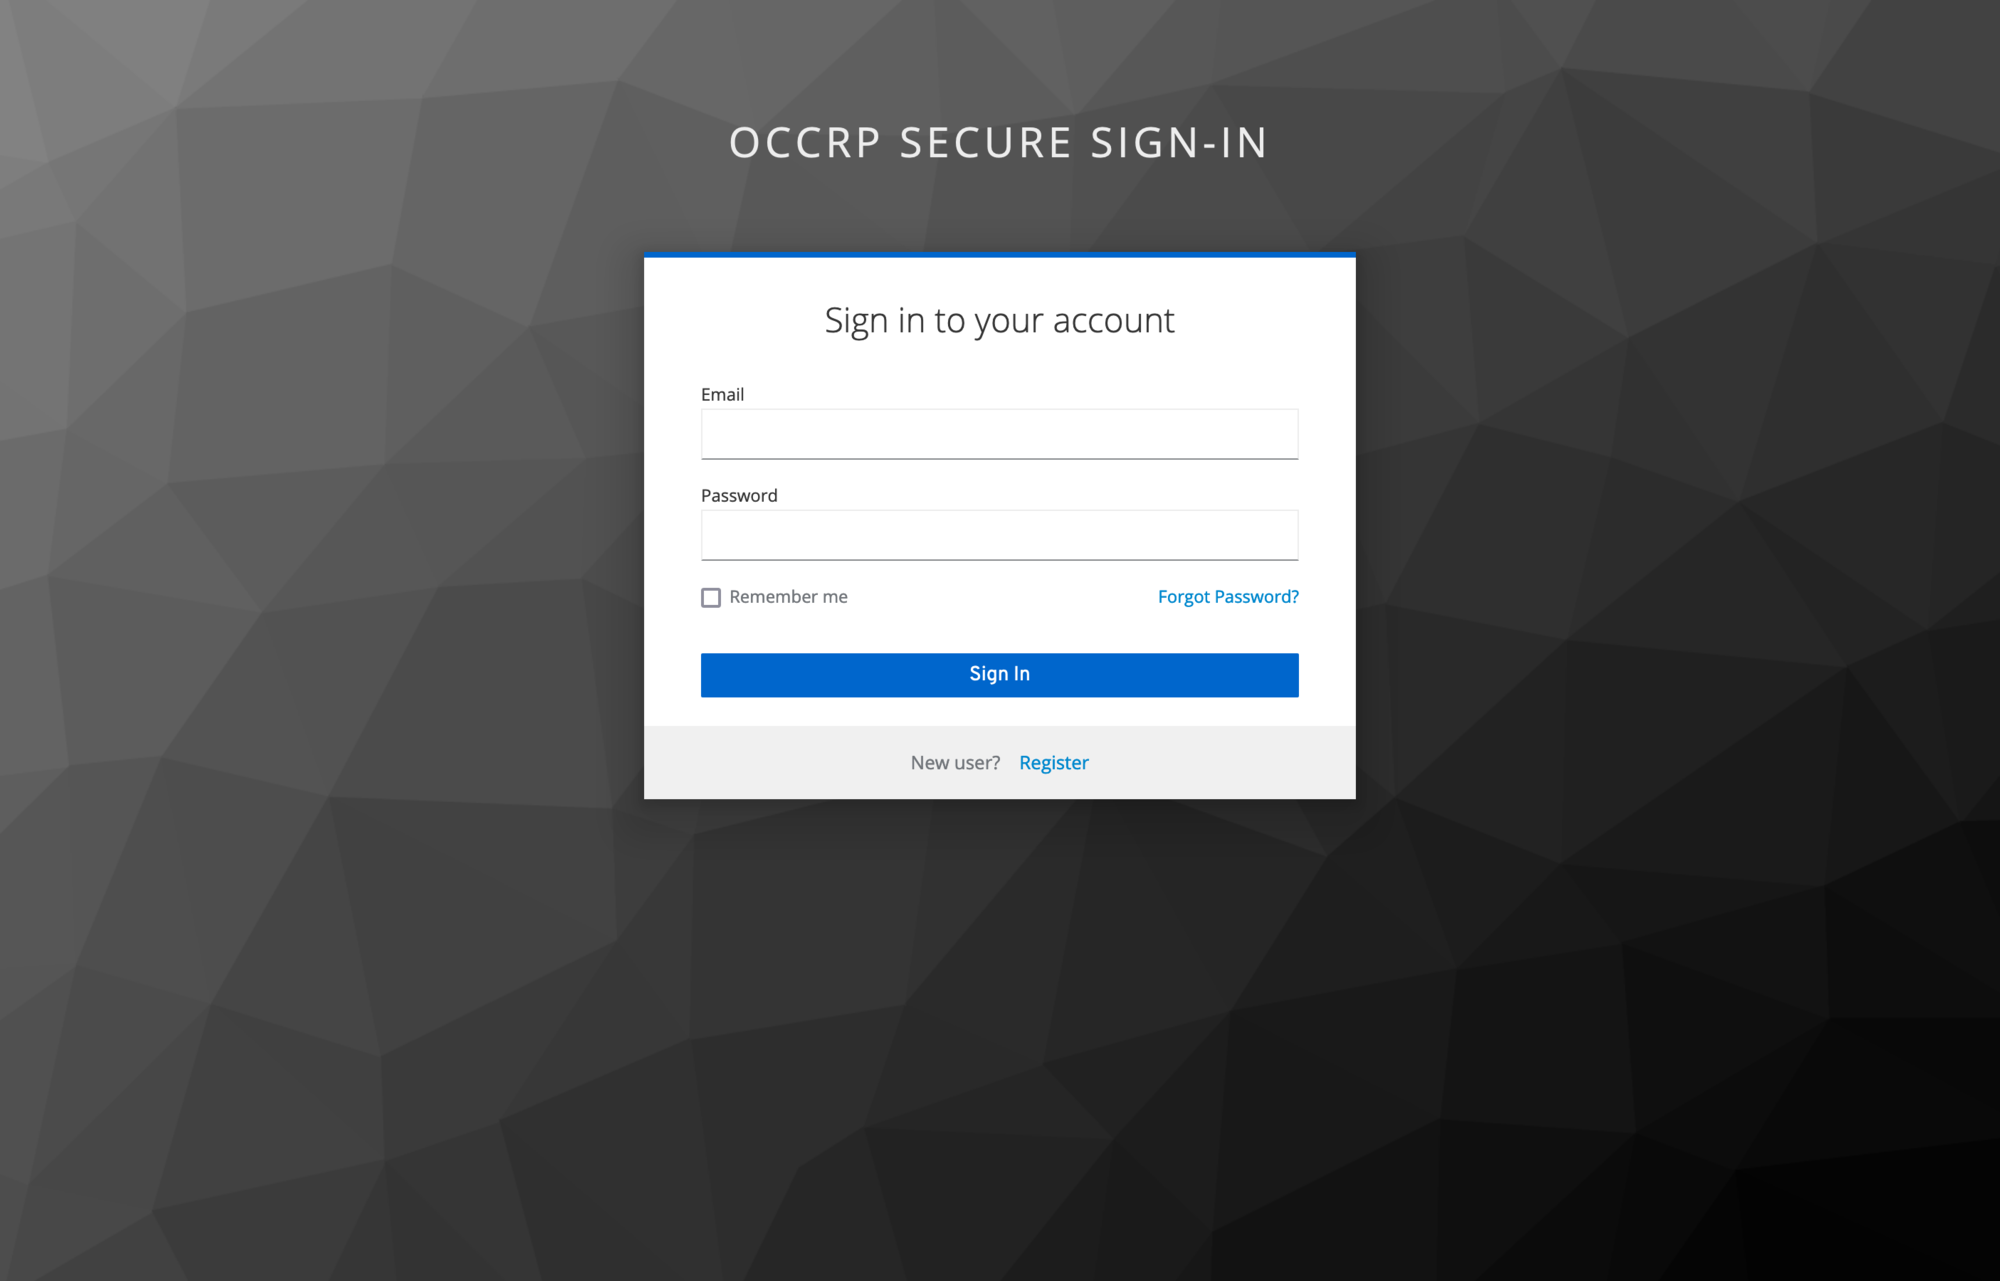 OCCRP SECURE SIGN-IN
Sign in to your account
Email
Password
Remember me
Forgot Password?
Sign In
New user? Register